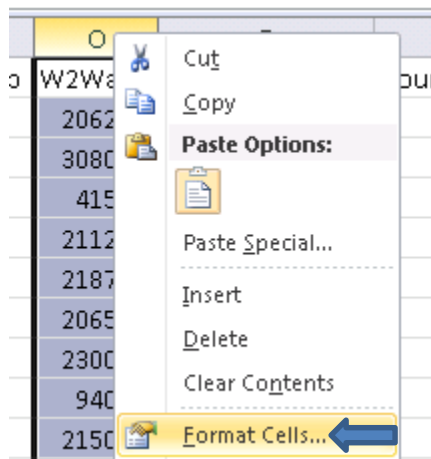 O
W2Wa
2062
3080
415
2112
2187
2065
2300
940
2150
Cut
Copy
Paste Options:
Paste Special...
Insert
Delete
Clear Contents
Format Cells...
our